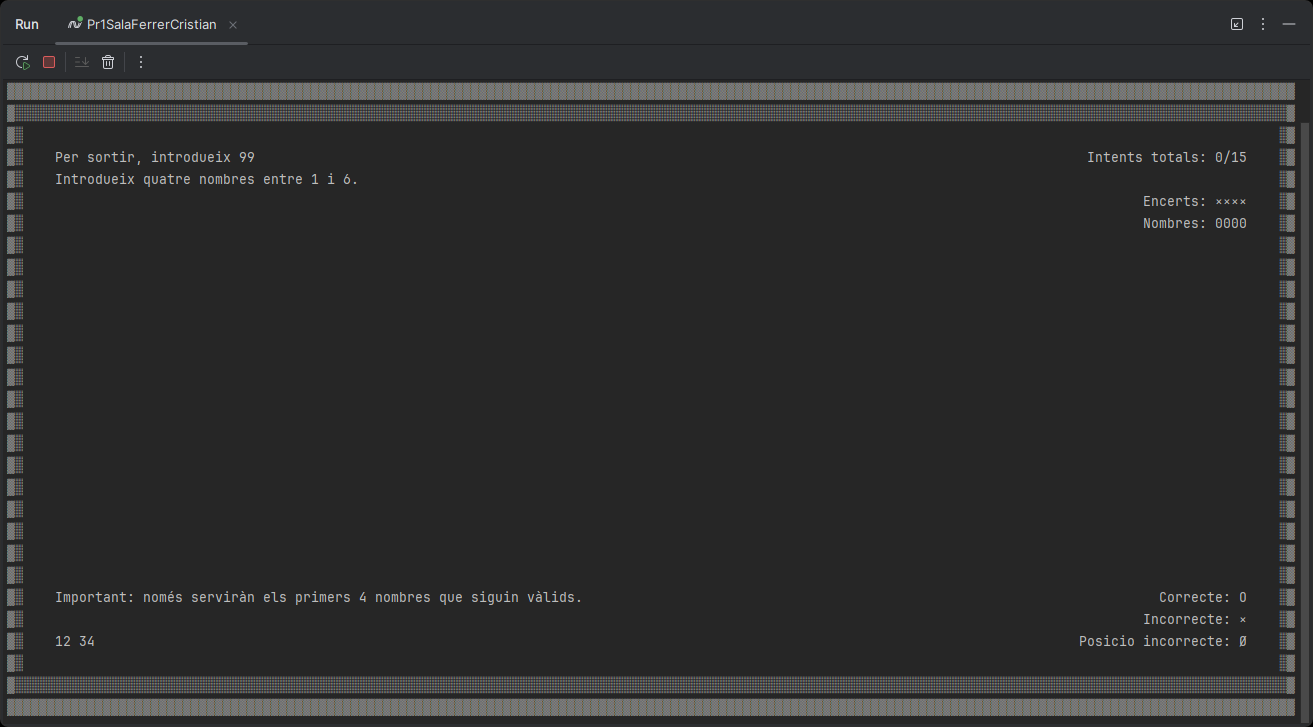 Run Pr1SalaFerrerCristian
Per sortir, introdueix 99 Intents totals: 0/15
Introdueix quatre nombres entre 1 i 6.
Encerts: ××××
Nombres: 0000
Important: només serviràn els primers 4 nombres que siguin vàlids. Correcte: O
Incorrecte: ×
12 34 Posicio incorrecte: Ø